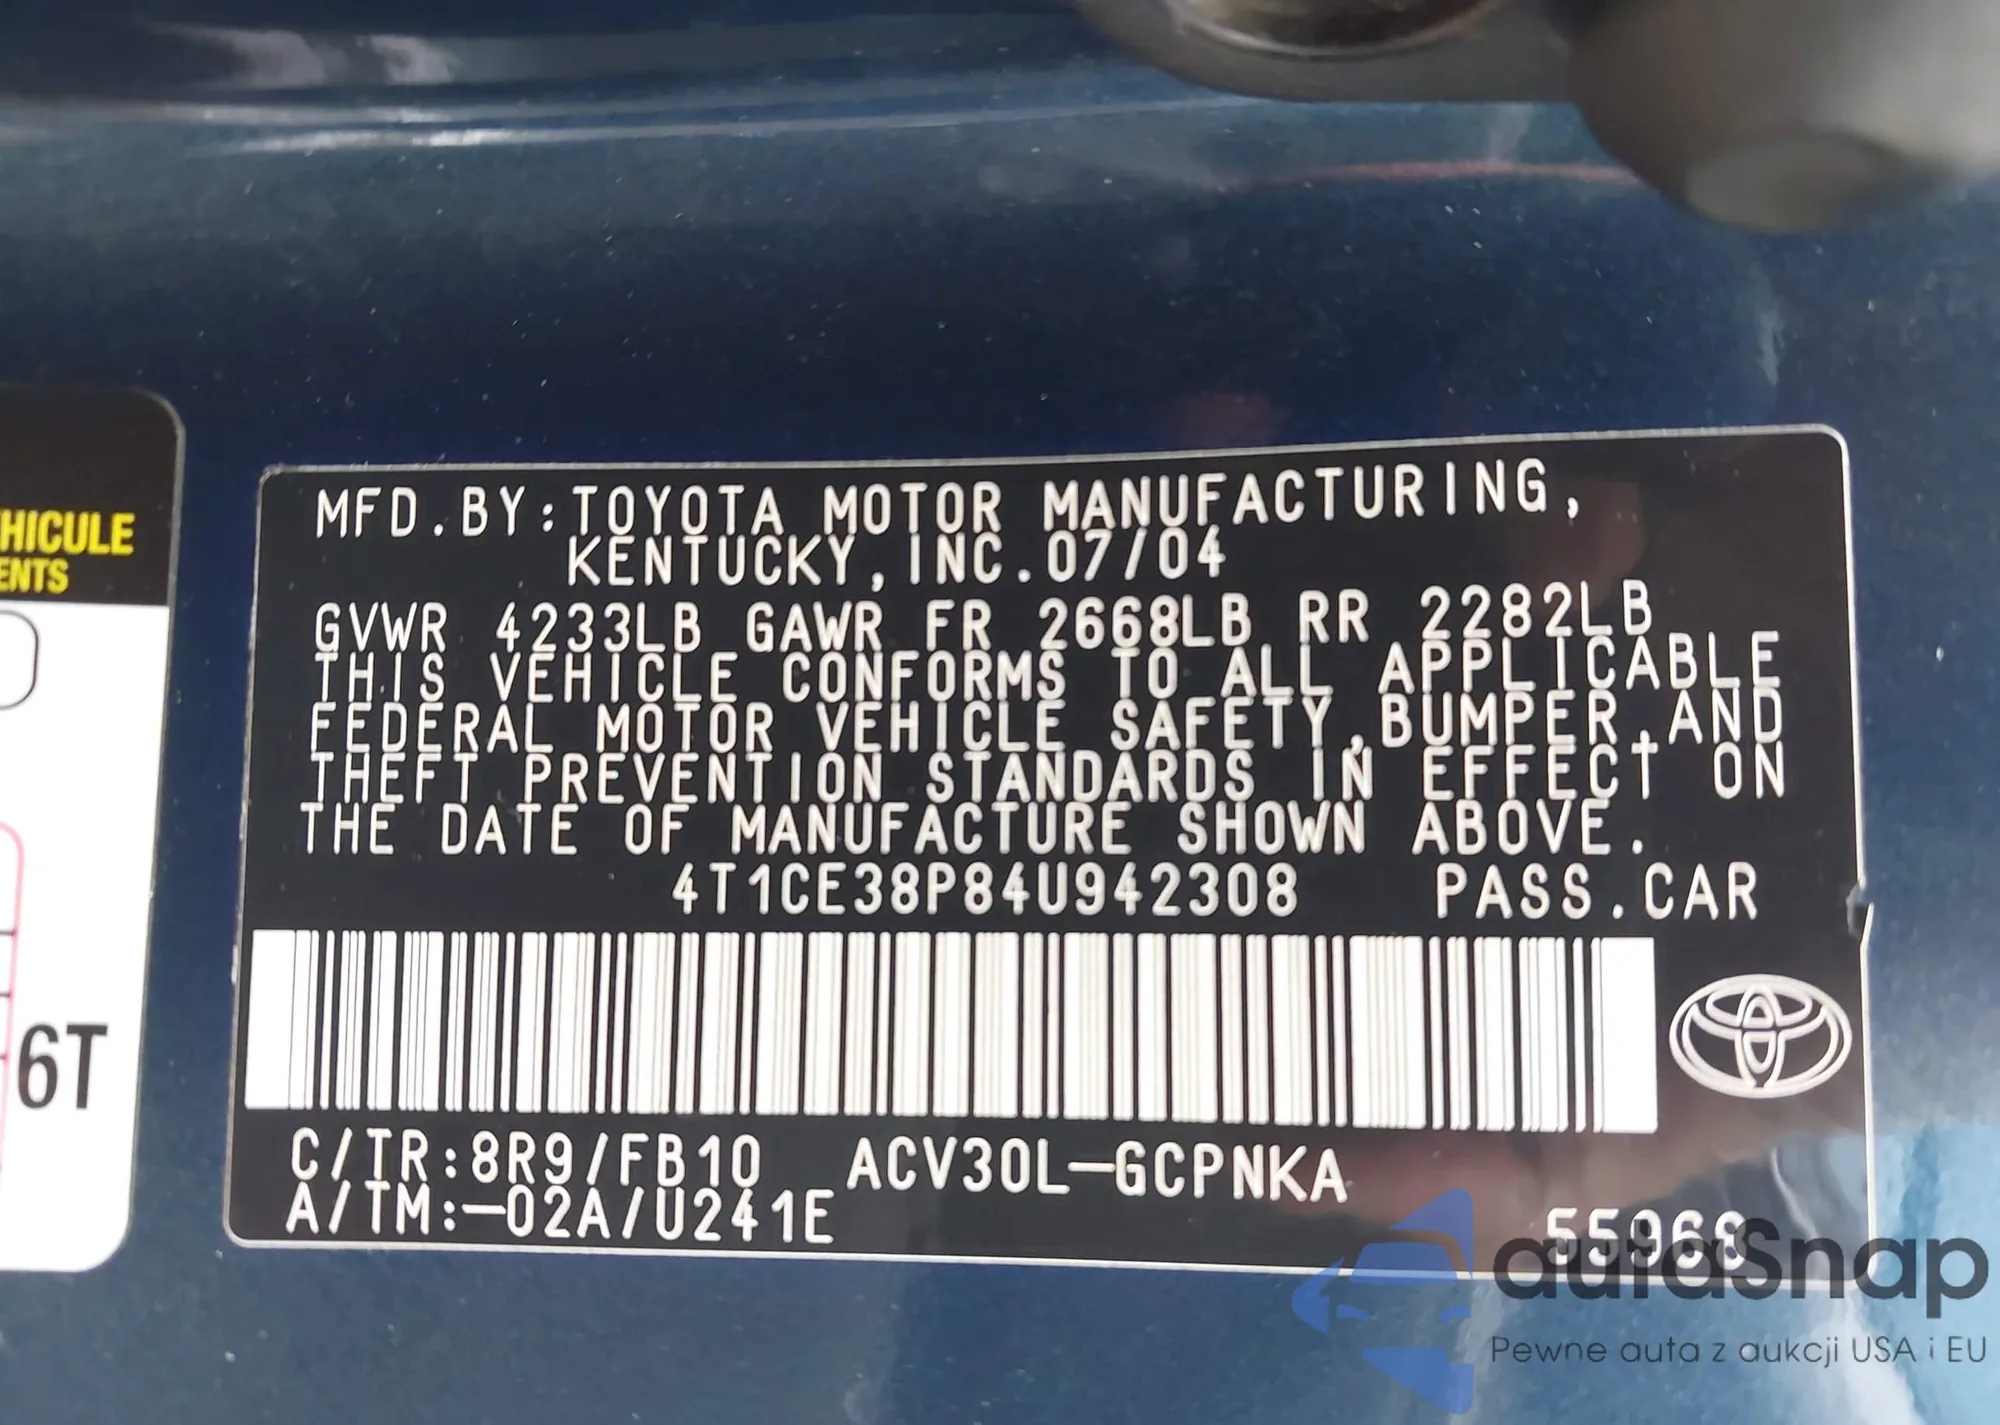 HICULE
ENTS
6T
MFD.BY:TOYOTA MOTOR MANUFACTURING,
KENTUCKY,INC.07/04
GVWR 4233LB GAWR FR 2668LB RR 2282LB
THIS VEHICLE CONFORMS TO ALL APPLICABLE
FEDERAL MOTOR VEHICLE SAFETY,BUMPER,AND
THEFT PREVENTION STANDARDS IN EFFECT ON
THE DATE OF MANUFACTURE SHOWN ABOVE.
4T1CE38P84U942308 PASS.CAR
C/TR:8R9/FB10 ACV30L-GCPNKA
A/TM:-02A/U241E
55968
autaSnap
Pewne auta z aukcji USA i EU